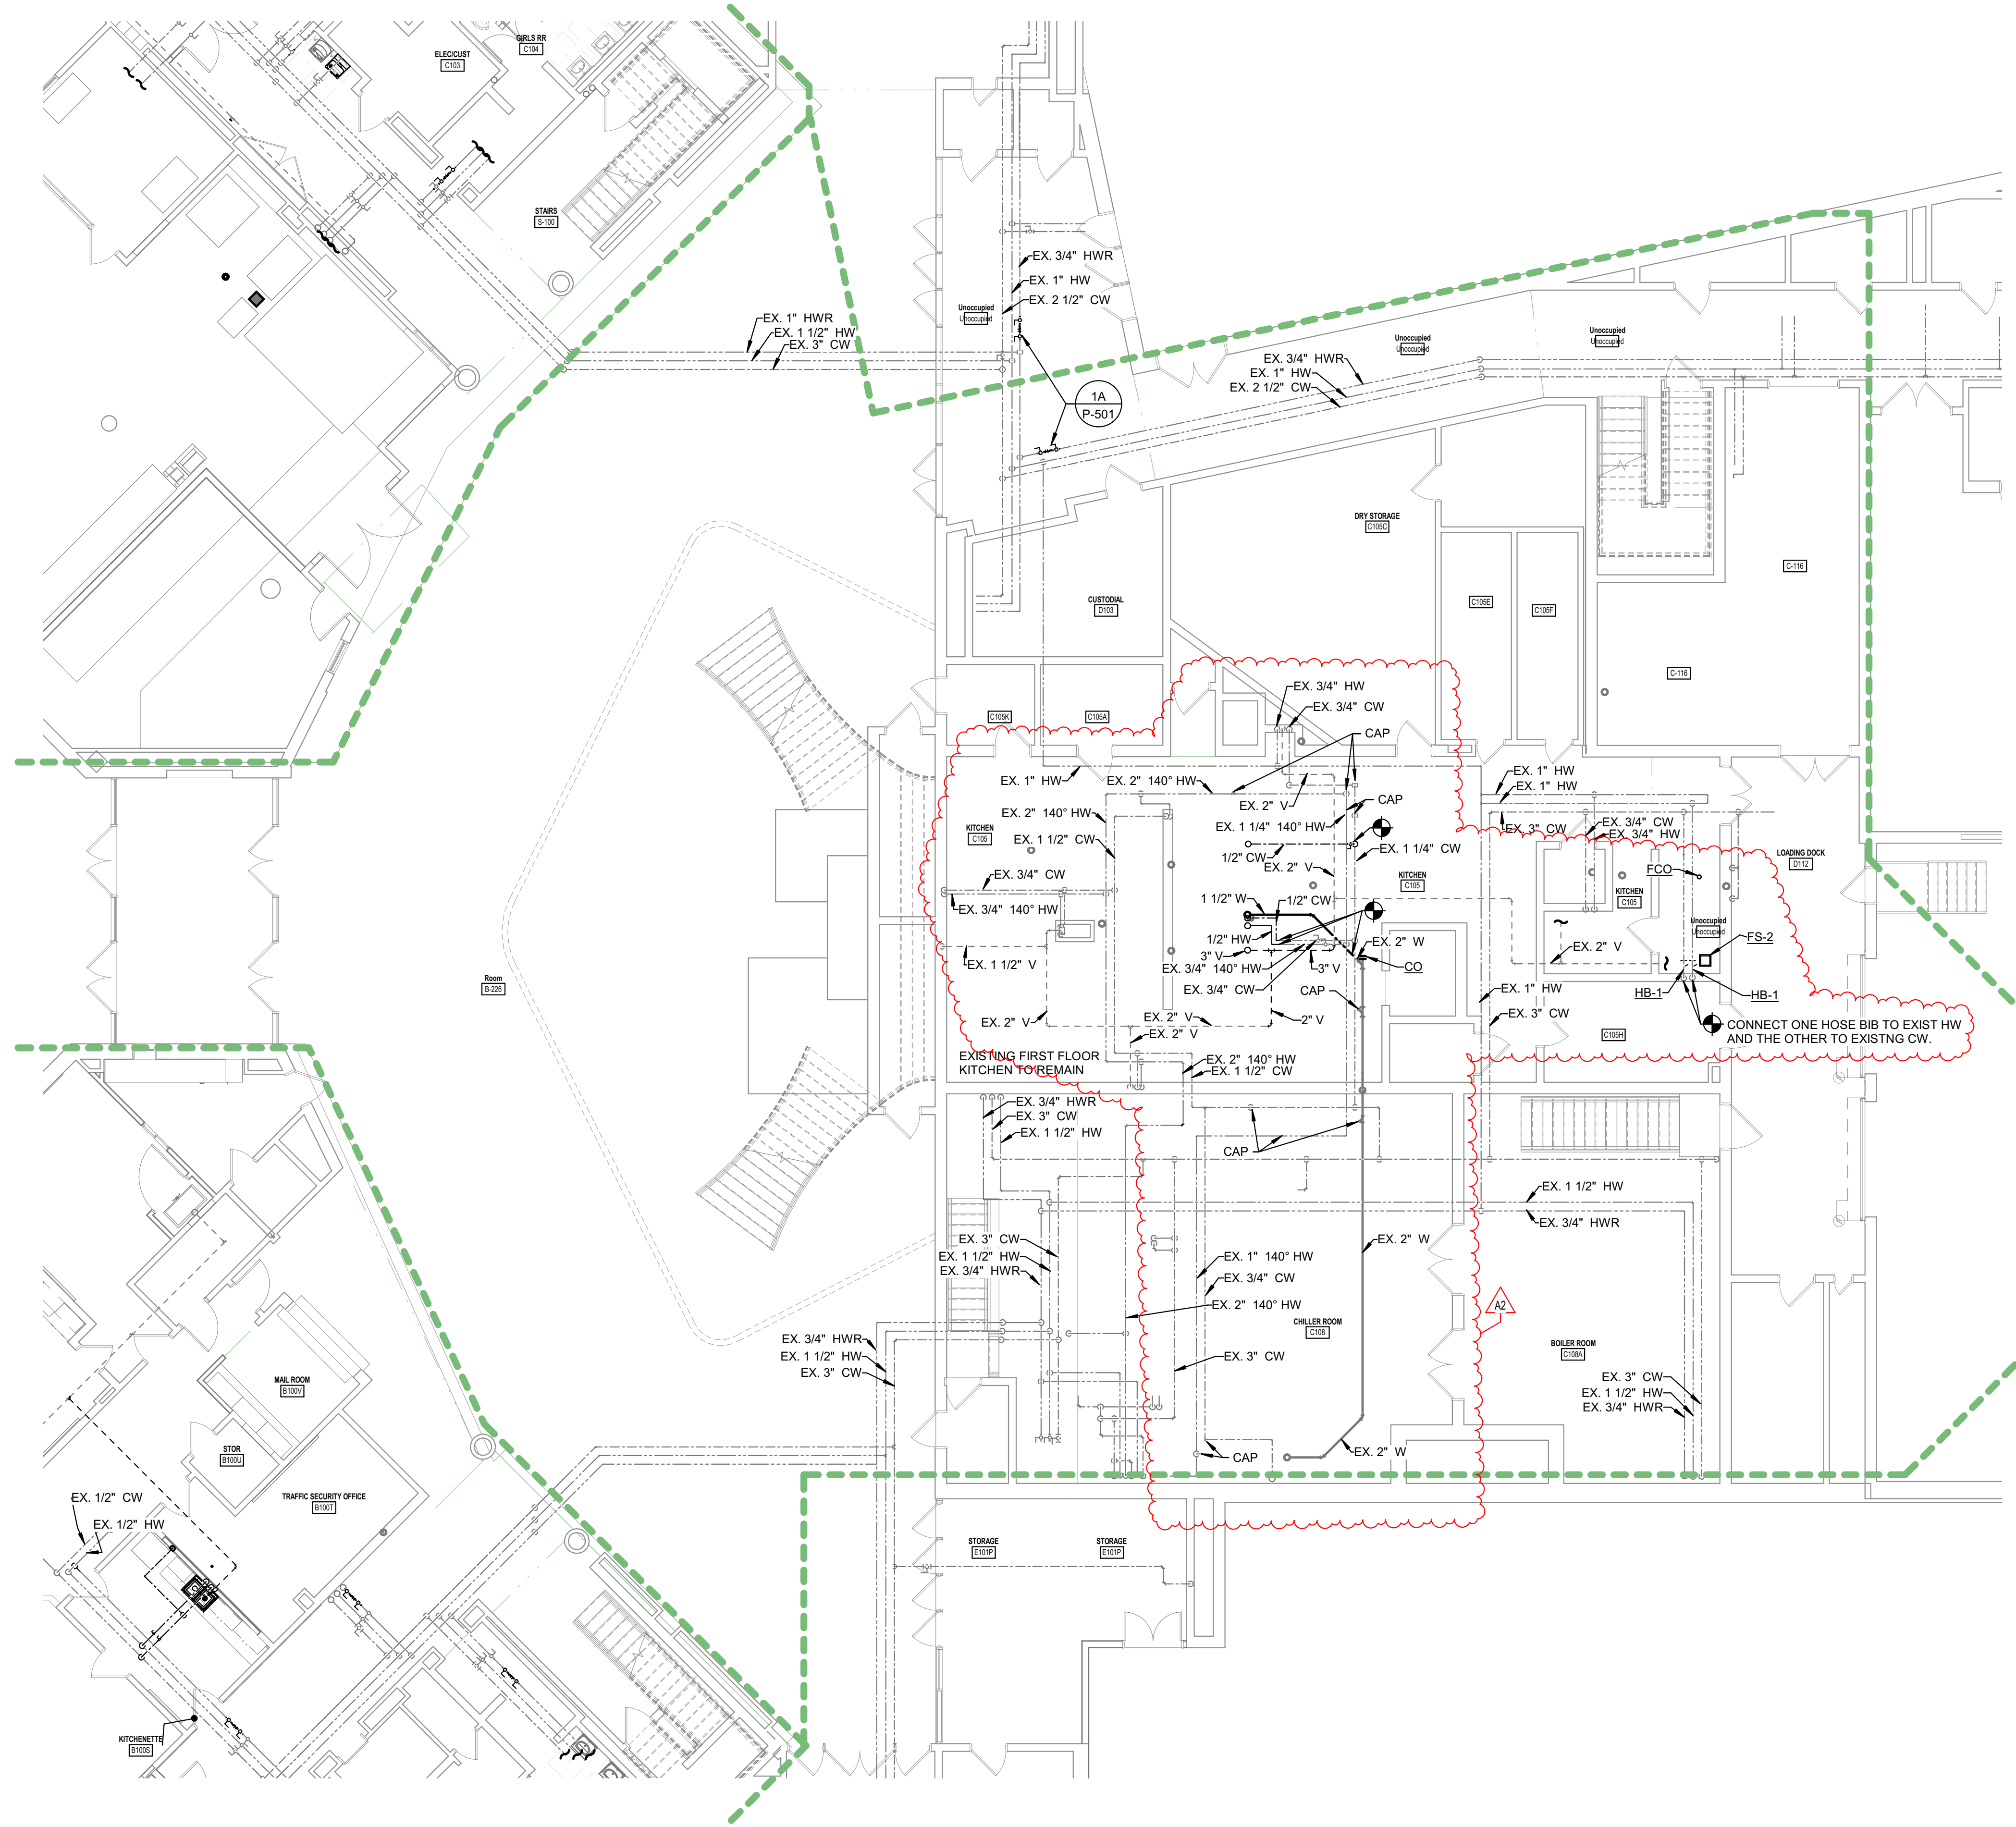 GIRLS RR
C104
ELEC/CUST
C103
STAIRS
S-100
EX. 3/4" HWR
EX. 1" HW
EX. 2 1/2" CW
Unoccupied
Unoccupied
EX. 1" HWR
EX. 1 1/2" HW
EX. 3" CW
1A
P-501
EX. 3/4" HWR
EX. 1" HW
EX. 2 1/2" CW
Unoccupied
Unoccupied
Unoccupied
Unoccupied
DRY STORAGE
C105C
C-116
CUSTODIAL
D103
C105E
C105F
C-116
C105K
C105A
EX. 3/4" HW
EX. 3/4" CW
CAP
EX. 1" HW
EX. 2" 140° HW
EX. 2" V
CAP
EX. 1" HW
EX. 1" HW
EX. 2" 140° HW
KITCHEN
C105
EX. 1 1/2" CW
EX. 1 1/4" 140° HW
1/2" CW
EX. 2" V
EX. 1 1/4" CW
EX. 3" CW
EX. 3/4" CW
EX. 3/4" HW
LOADING DOCK
D112
FCO
EX. 3/4" CW
EX. 3/4" 140° HW
KITCHEN
C105
KITCHEN
C105
1 1/2" W
1/2" CW
1/2" HW
3" V
EX. 3/4" 140° HW
3" V
EX. 3/4" CW
EX. 2" W
CO
CAP
Unoccupied
Unoccupied
FS-2
EX. 2" V
HB-1
HB-1
EX. 1 1/2" V
Room
B-226
EX. 2" V
EX. 2" V
EX. 2" V
2" V
EX. 1" HW
EX. 3" CW
C105H
CONNECT ONE HOSE BIB TO EXIST HW
AND THE OTHER TO EXISTNG CW.
EXISTING FIRST FLOOR
KITCHEN TO REMAIN
EX. 2" 140° HW
EX. 1 1/2" CW
EX. 3/4" HWR
EX. 3" CW
EX. 1 1/2" HW
CAP
EX. 1 1/2" HW
EX. 3/4" HWR
EX. 3" CW
EX. 1 1/2" HW
EX. 3/4" HWR
EX. 1" 140° HW
EX. 3/4" CW
EX. 2" 140° HW
EX. 2" W
CHILLER ROOM
C108
A2
BOILER ROOM
C108A
EX. 3/4" HWR
EX. 1 1/2" HW
EX. 3" CW
EX. 3" CW
EX. 3" CW
EX. 1 1/2" HW
EX. 3/4" HWR
MAIL ROOM
B100V
STOR
B100U
CAP
EX. 2" W
TRAFFIC SECURITY OFFICE
B100T
EX. 1/2" CW
EX. 1/2" HW
STORAGE
E101P
STORAGE
E101P
KITCHENETTE
B100S